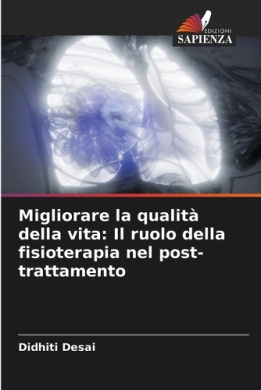 EDIZIONI
SAPIENZA
Migliorare la qualità
della vita: Il ruolo della
fisioterapia nel post-
trattamento
Didhiti Desai